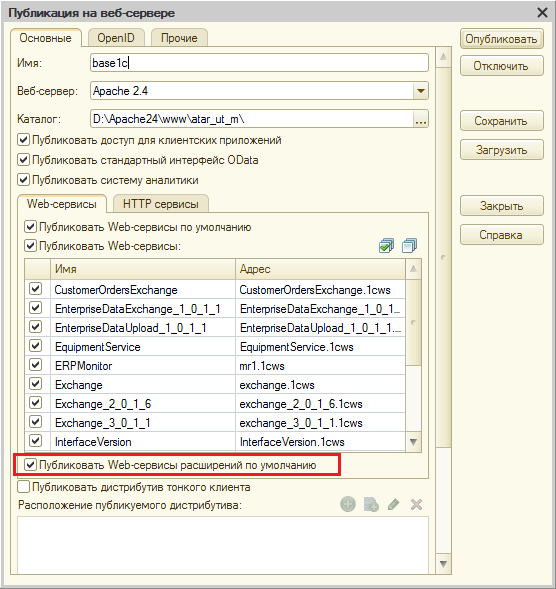 Публикация на веб-сервере
Основные OpenID Прочие
Опубликовать
Отключить
Сохранить
Загрузить
Закрыть
Справка
Имя: base1c
Веб-сервер: Apache 2.4
Каталог: D:\Apache24\www\atar_ut_m\ ...
Публиковать доступ для клиентских приложений
Публиковать стандартный интерфейс OData
Публиковать систему аналитики
Web-сервисы HTTP сервисы
Публиковать Web-сервисы по умолчанию
Публиковать Web-сервисы:
Имя Адрес
CustomerOrdersExchange CustomerOrdersExchange.1cws
EnterpriseDataExchange_1_0_1_1 EnterpriseDataExchange_1_0_1...
EnterpriseDataUpload_1_0_1_1 EnterpriseDataUpload_1_0_1_1....
EquipmentService EquipmentService.1cws
ERPMonitor mr1.1cws
Exchange exchange.1cws
Exchange_2_0_1_6 exchange_2_0_1_6.1cws
Exchange_3_0_1_1 exchange_3_0_1_1.1cws
InterfaceVersion InterfaceVersion.1cws
Публиковать Web-сервисы расширений по умолчанию
Публиковать дистрибутив тонкого клиента
Расположение публикуемого дистрибутива: